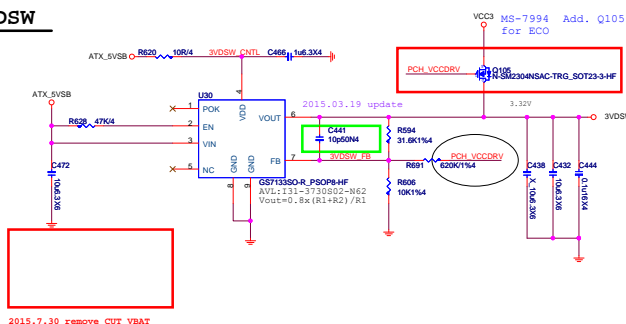 DSW
VCC3
MS-7994 Add. Q105
for ECO
ATX_5VSB
R620
10R/4
3VDSW_CNTL
C466
1u6.3X4
PCH_VCCDRV
Q105
N-SM2304NSAC-TRG_SOT23-3-HF
ATX_5VSB
R628
47K/4
U30
1
POK
2
EN
3
VIN
5
NC
4
VDD
VOUT
6
FB
7
GND
8
GND
9
2015.03.19 update
3.32V
3VDS
C441
10p50N4
R594
31.6K1%4
3VDSW_FB
R691
620K/1%4
PCH_VCCDRV
R606
10K1%4
C472
10u6.3X6
GS7133SO-R_PSOP8-HF
AVL:I31-3730S02-N62
Vout=0.8x(R1+R2)/R1
C438
X_10u6.3X6
C432
10u6.3X6
C444
0.1u16X4
2015.7.30 remove CUT VBAT